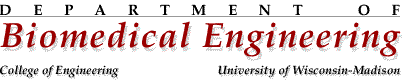 DEPARTMENT OF
Biomedical Engineering
College of Engineering University of Wisconsin-Madison